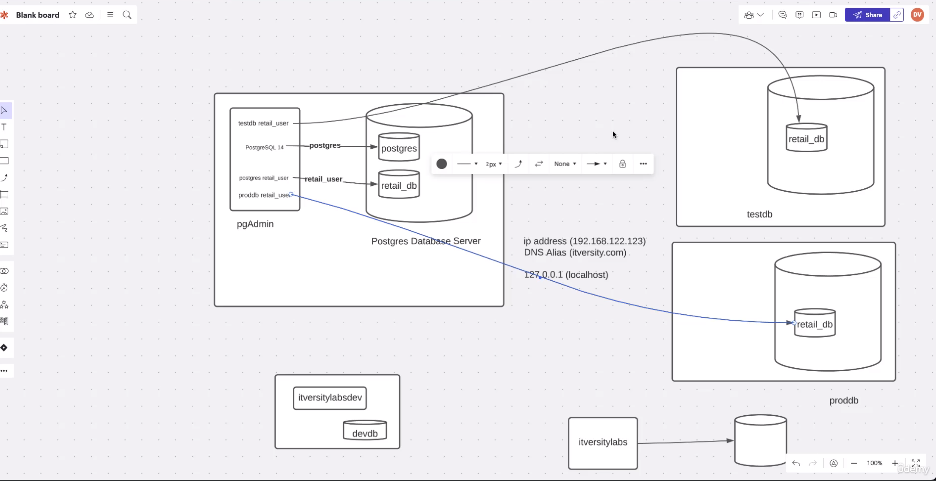 Blank board
Share
DV
testdb retail_user
PostgreSQL 14
postgres
postgres
postgres retail_user
retail_user
retail_db
proddb retail_user
pgAdmin
Postgres Database Server
2px
None
ip address (192.168.122.123)
DNS Alias (itversity.com)
127.0.0.1 (localhost)
retail_db
testdb
retail_db
proddb
itversitylabsdev
devdb
itversitylabs
100%
udemy